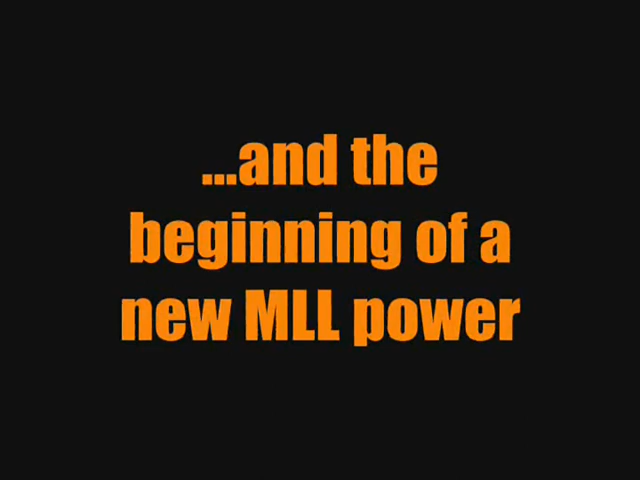 ...and the
beginning of a
new MLL power